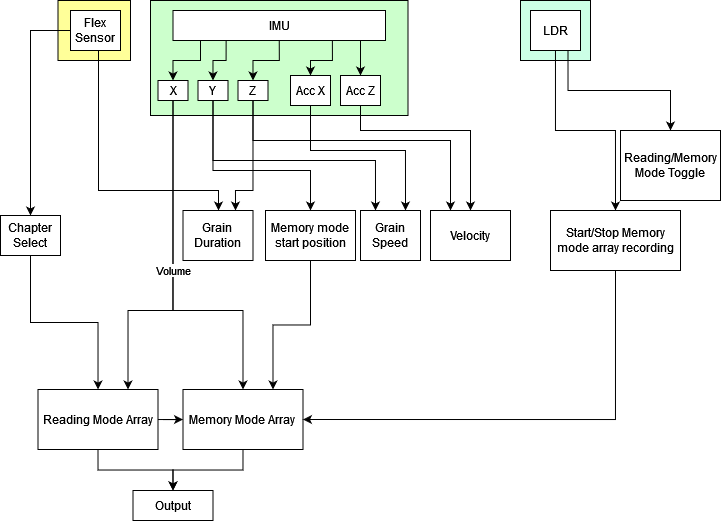 Flex
Sensor
IMU
LDR
X
Y
Z
Acc X
Acc Z
Reading/Memory
Mode Toggle
Chapter
Select
Grain
Duration
Memory mode
start position
Grain
Speed
Velocity
Start/Stop Memory
mode array recording
Volume
Reading Mode Array
Memory Mode Array
Output